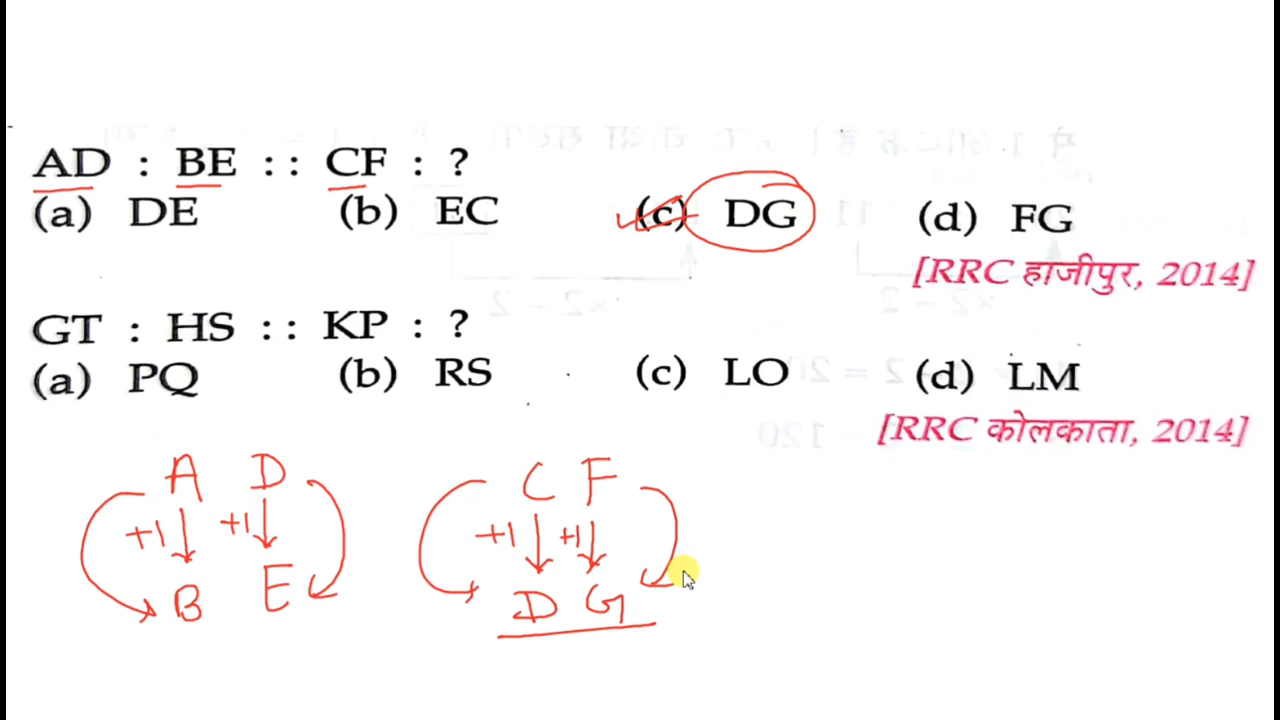 AD : BE : : CF : ?
(a) DE (b) EC (c) DG (d) FG
[RRC हाजीपुर, 2014]
GT : HS : : KP : ?
(a) PQ (b) RS (c) LO (d) LM
[RRC कोलकाता, 2014]
A D C F
+1 +1 +1 +1
B E D G